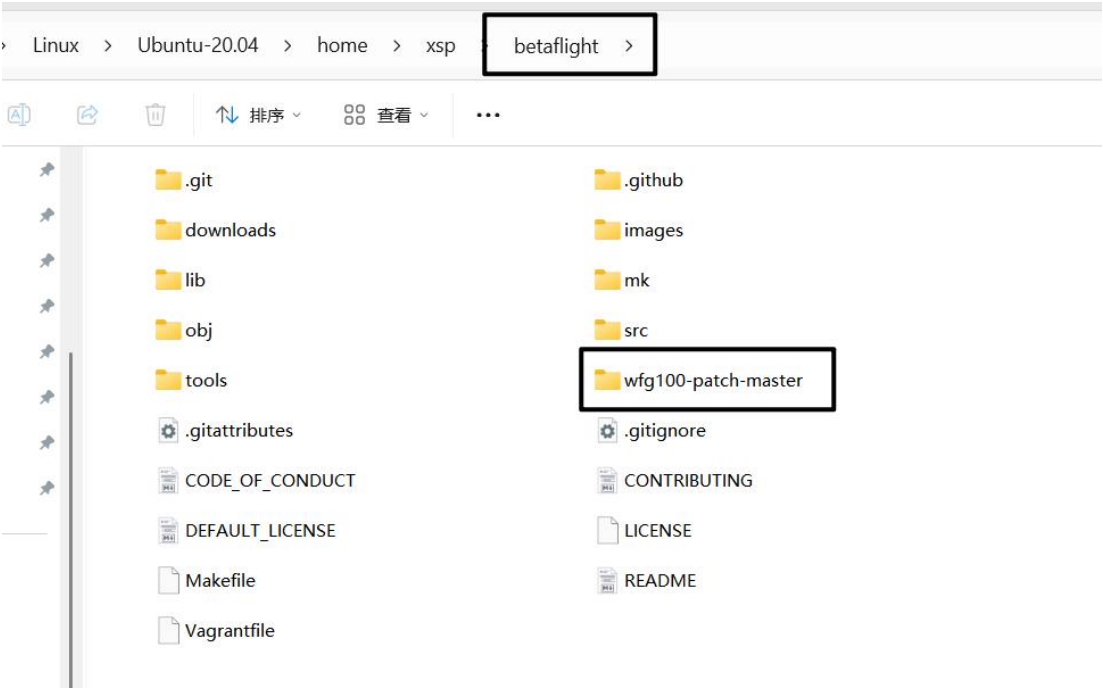 Linux > Ubuntu-20.04 > home > xsp > betaflight >
排序 查看 ...
.git .github
downloads images
lib mk
obj src
tools wfg100-patch-master
.gitattributes .gitignore
CODE_OF_CONDUCT CONTRIBUTING
DEFAULT_LICENSE LICENSE
Makefile README
Vagrantfile